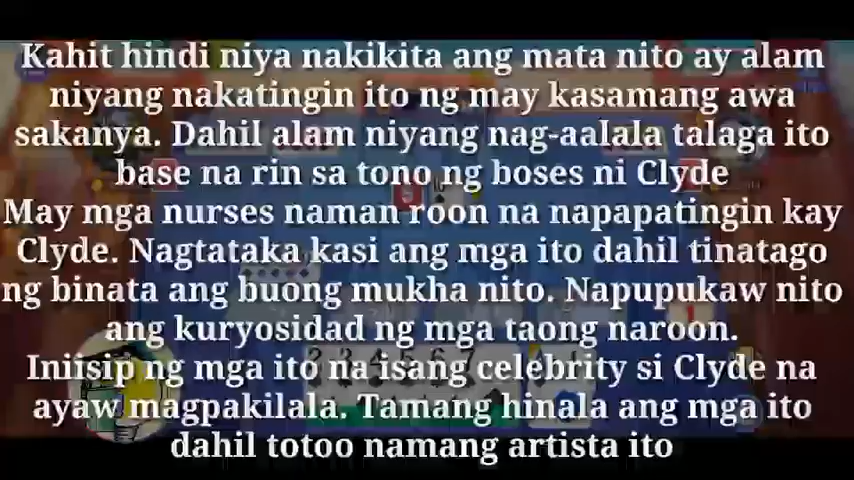 Kahit hindi niya nakikita ang mata nito ay alam
niyang nakatingin ito ng may kasamang awa
sakanya. Dahil alam niyang nag-aalala talaga ito
base na rin sa tono ng boses ni Clyde
May mga nurses naman roon na napapatingin kay
Clyde. Nagtataka kasi ang mga ito dahil tinatago
ng binata ang buong mukha nito. Napupukaw nito
ang kuryosidad ng mga taong naroon.
Iniisip ng mga ito na isang celebrity si Clyde na
ayaw magpakilala. Tamang hinala ang mga ito
dahil totoo namang artista ito